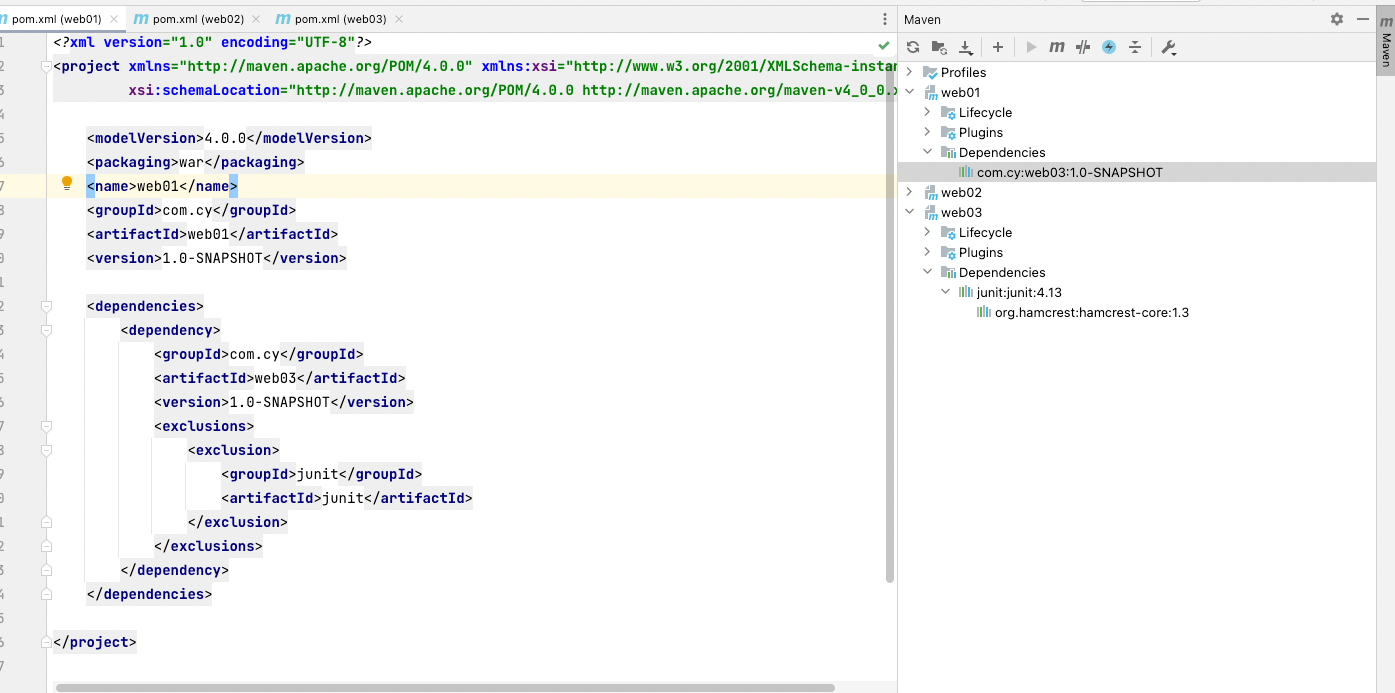 pom.xml (web01)
pom.xml (web02)
pom.xml (web03)
<?xml version="1.0" encoding="UTF-8"?>
<project xmlns="http://maven.apache.org/POM/4.0.0" xmlns:xsi="http://www.w3.org/2001/XMLSchema-instan
xsi:schemaLocation="http://maven.apache.org/POM/4.0.0 http://maven.apache.org/maven-v4_0_0.x
<modelVersion>4.0.0</modelVersion>
<packaging>war</packaging>
<name>web01</name>
<groupId>com.cy</groupId>
<artifactId>web01</artifactId>
<version>1.0-SNAPSHOT</version>
<dependencies>
<dependency>
<groupId>com.cy</groupId>
<artifactId>web03</artifactId>
<version>1.0-SNAPSHOT</version>
<exclusions>
<exclusion>
<groupId>junit</groupId>
<artifactId>junit</artifactId>
</exclusion>
</exclusions>
</dependency>
</dependencies>
</project>
Maven
Profiles
web01
Lifecycle
Plugins
Dependencies
com.cy:web03:1.0-SNAPSHOT
web02
web03
Lifecycle
Plugins
Dependencies
junit:junit:4.13
org.hamcrest:hamcrest-core:1.3
Maven